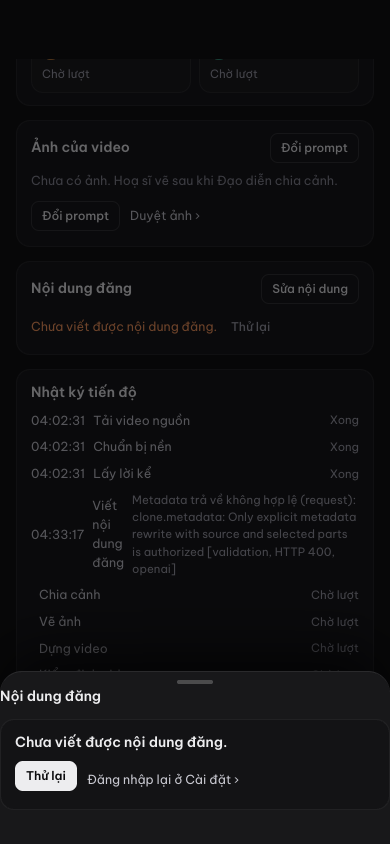 Chờ lượt
Chờ lượt
Ảnh của video
Đổi prompt
Chưa có ảnh. Hoạ sĩ vẽ sau khi Đạo diễn chia cảnh.
Đổi prompt
Duyệt ảnh ›
Nội dung đăng
Sửa nội dung
Chưa viết được nội dung đăng.
Thử lại
Nhật ký tiến độ
04:02:31 Tải video nguồn Xong
04:02:31 Chuẩn bị nền Xong
04:02:31 Lấy lời kể Xong
04:33:17
Viết
nội
dung
đăng
Metadata trả về không hợp lệ (request):
clone.metadata: Only explicit metadata
rewrite with source and selected parts
is authorized [validation, HTTP 400,
openai]
Chia cảnh Chờ lượt
Vẽ ảnh Chờ lượt
Dựng video Chờ lượt
Nội dung đăng
Chưa viết được nội dung đăng.
Thử lại
Đăng nhập lại ở Cài đặt ›